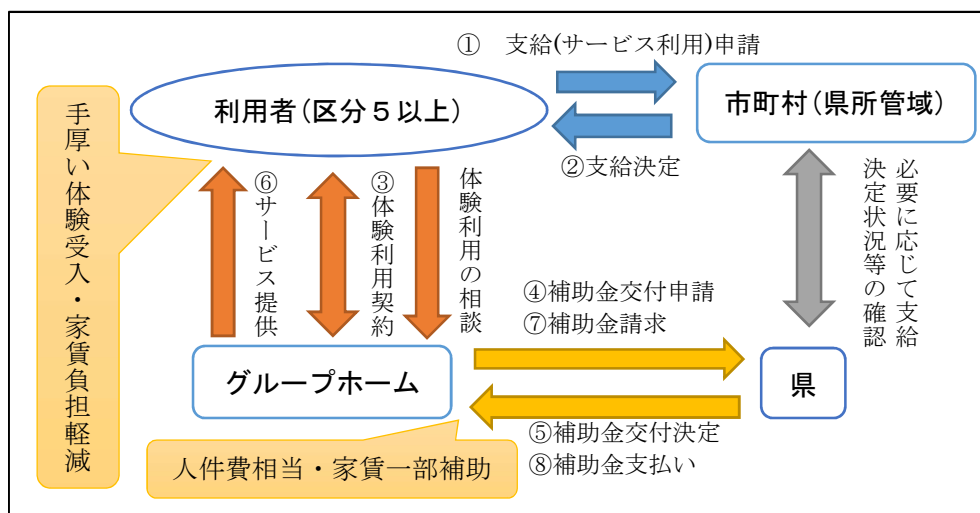 ① 支給(サービス利用)申請
利用者(区分５以上)
市町村(県所管域)
②支給決定
手厚い体験受入・家賃負担軽減
⑥サービス提供
③体験利用契約
体験利用の相談
必要に応じて支給
決定状況等の確認
④補助金交付申請
⑦補助金請求
グループホーム
県
⑤補助金交付決定
⑧補助金支払い
人件費相当・家賃一部補助